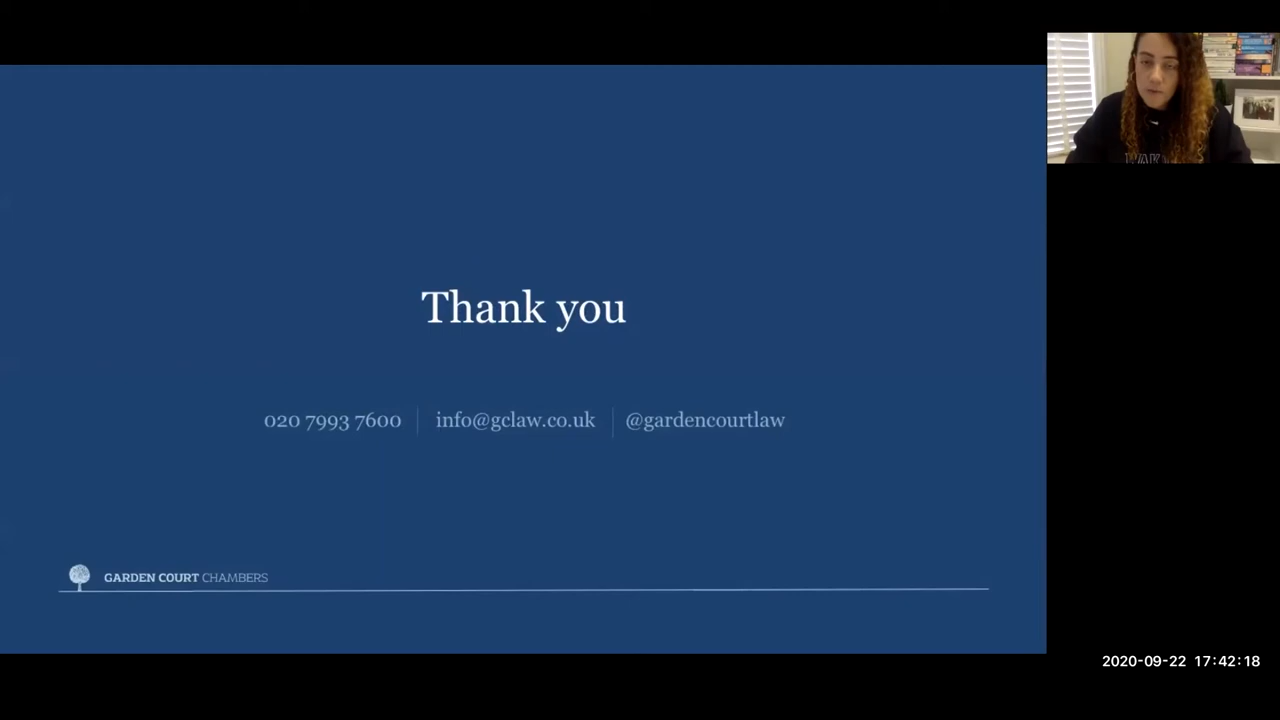 Thank you
020 7993 7600 | info@gclaw.co.uk | @gardencourtlaw
GARDEN COURT CHAMBERS
2020-09-22 17:42:18